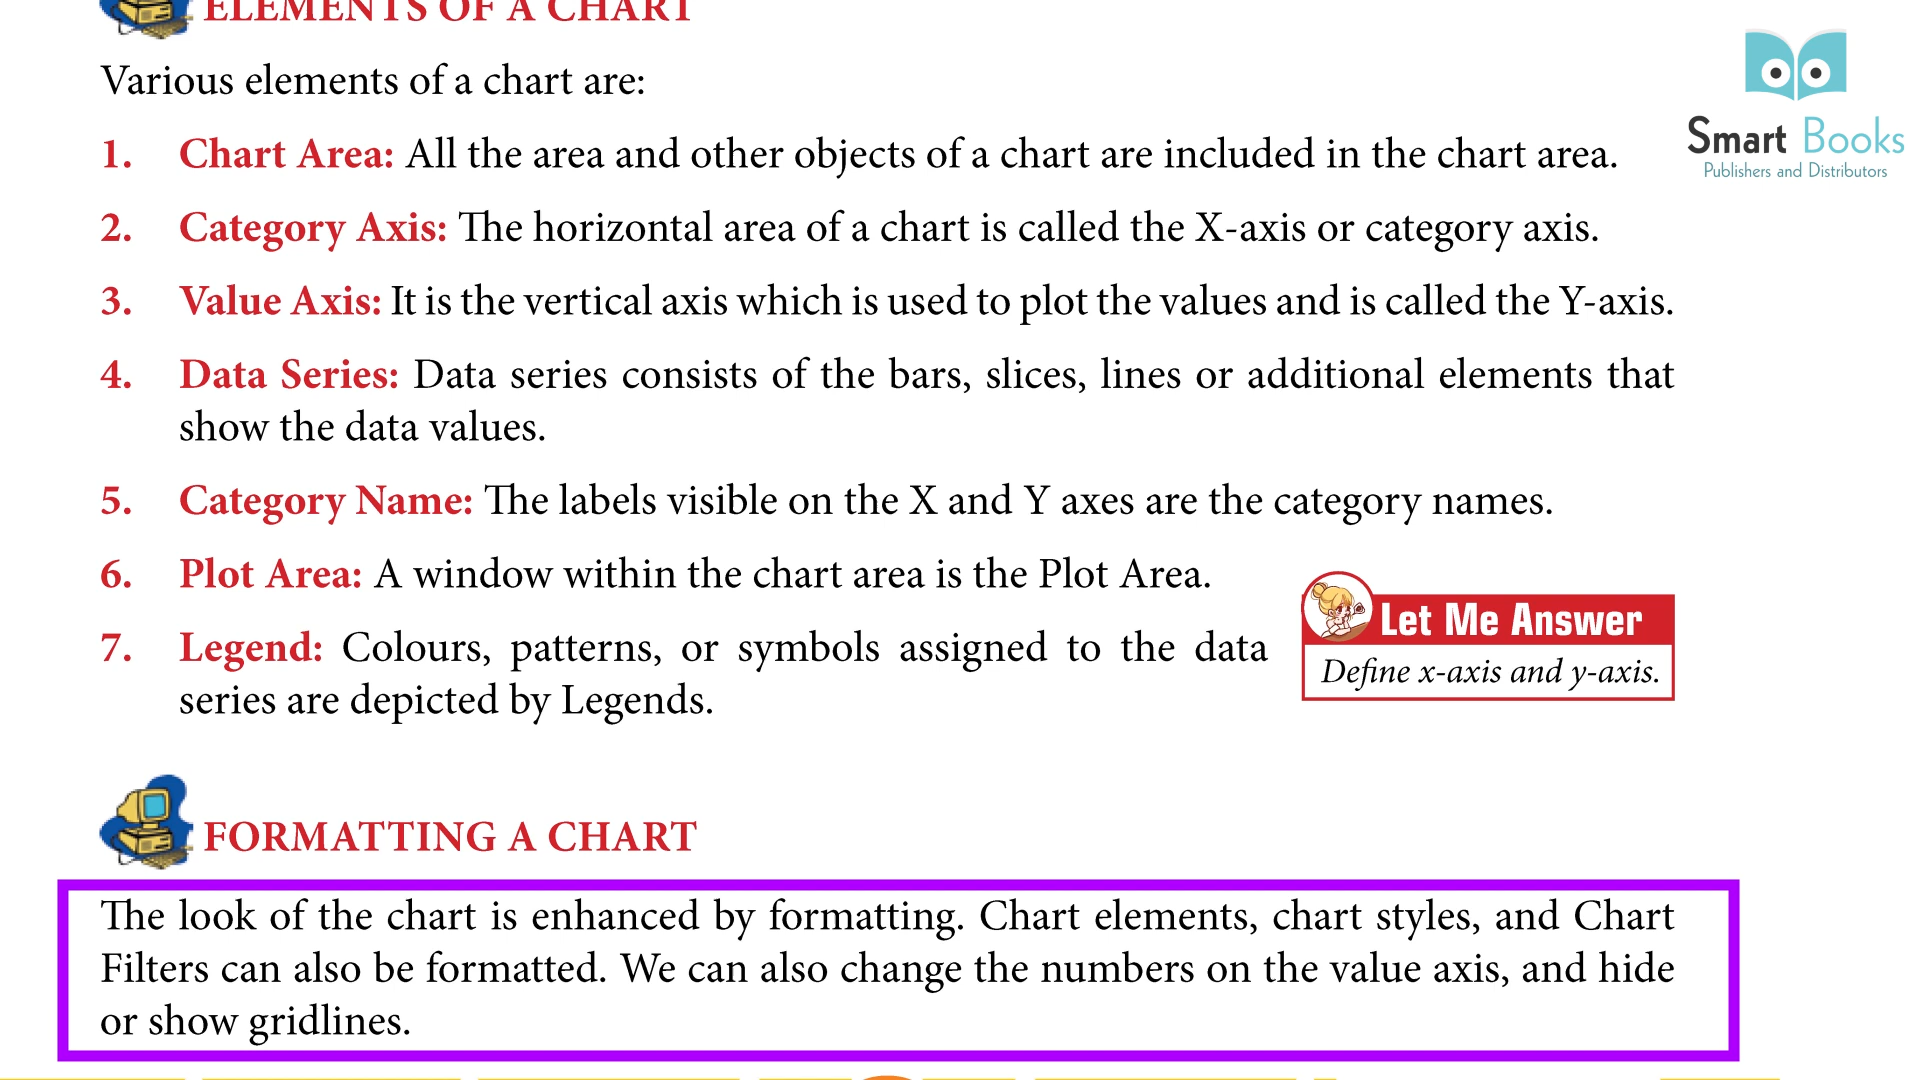 ELEMENTS OF A CHART
Various elements of a chart are:
1. Chart Area: All the area and other objects of a chart are included in the chart area.
2. Category Axis: The horizontal area of a chart is called the X-axis or category axis.
3. Value Axis: It is the vertical axis which is used to plot the values and is called the Y-axis.
4. Data Series: Data series consists of the bars, slices, lines or additional elements that
show the data values.
5. Category Name: The labels visible on the X and Y axes are the category names.
6. Plot Area: A window within the chart area is the Plot Area.
7. Legend: Colours, patterns, or symbols assigned to the data
series are depicted by Legends.
Let Me Answer
Define x-axis and y-axis.
FORMATTING A CHART
The look of the chart is enhanced by formatting. Chart elements, chart styles, and Chart
Filters can also be formatted. We can also change the numbers on the value axis, and hide
or show gridlines.
Smart Books
Publishers and Distributors